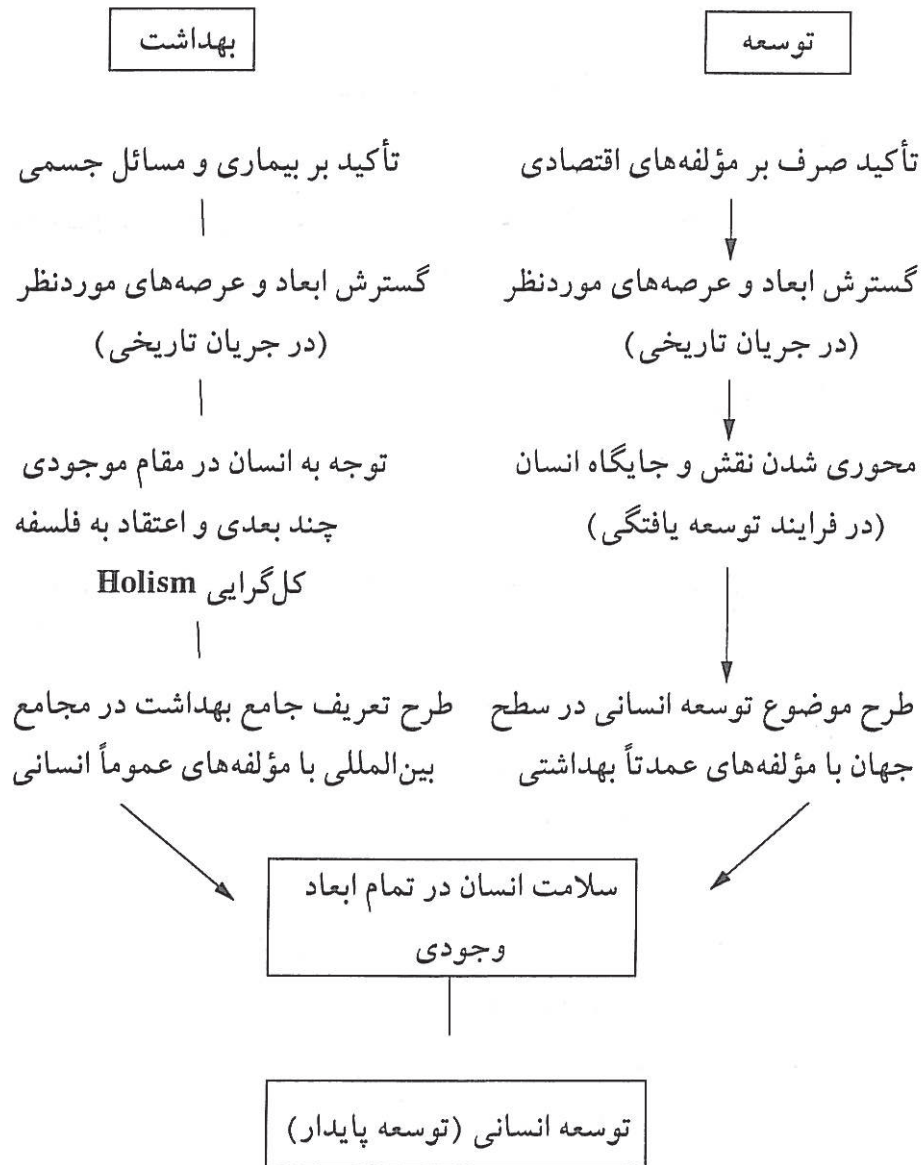 توسعه
تأکید صرف بر مؤلفه‌های اقتصادی
گسترش ابعاد و عرصه‌های موردنظر
(در جریان تاریخی)
محوری شدن نقش و جایگاه انسان
(در فرایند توسعه یافتگی)
طرح موضوع توسعه انسانی در سطح
جهان با مؤلفه‌های عمدتاً بهداشتی
بهداشت
تأکید بر بیماری و مسائل جسمی
گسترش ابعاد و عرصه‌های موردنظر
(در جریان تاریخی)
توجه به انسان در مقام موجودی
چند بعدی و اعتقاد به فلسفه
کل‌گرایی Holism
طرح تعریف جامع بهداشت در مجامع
بین‌المللی با مؤلفه‌های عموماً انسانی
سلامت انسان در تمام ابعاد
وجودی
توسعه انسانی (توسعه پایدار)